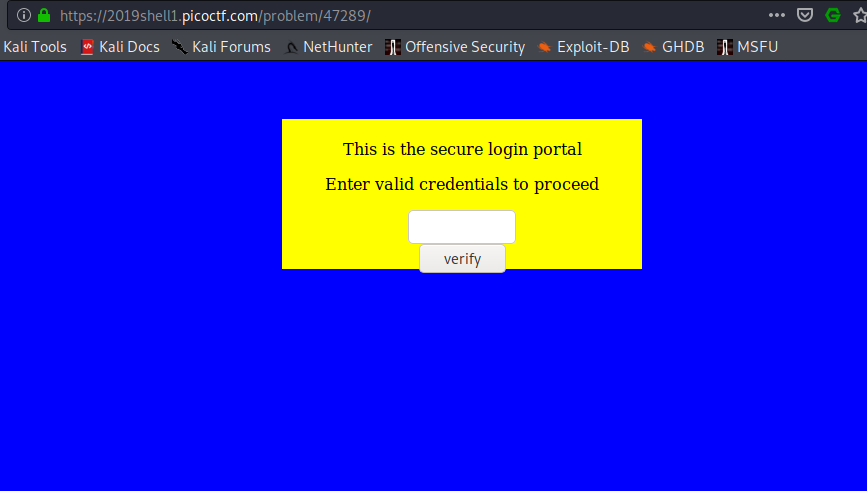 https://2019shell1.picoctf.com/problem/47289/
Kali Tools Kali Docs Kali Forums NetHunter Offensive Security Exploit-DB GHDB MSFU
This is the secure login portal
Enter valid credentials to proceed
verify